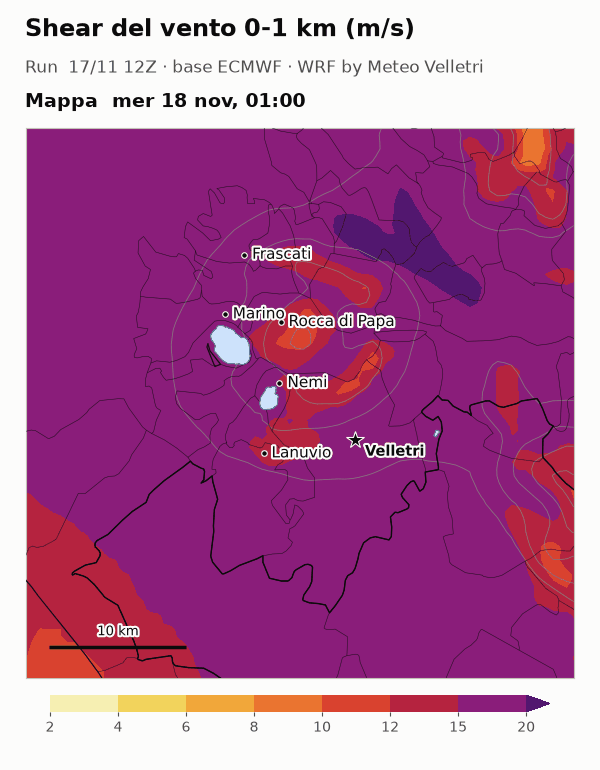 Shear del vento 0-1 km (m/s)
Run  17/11 12Z · base ECMWF · WRF by Meteo Velletri
Mappa  mer 18 nov, 01:00
Frascati
Marino
Rocca di Papa
Nemi
Velletri
Lanuvio
10 km
2 4 6 8 10 12 15 20